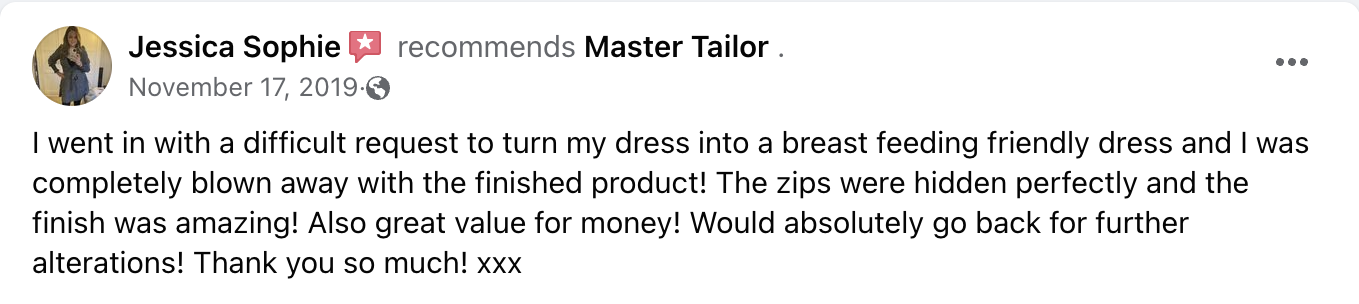 Jessica Sophie recommends Master Tailor .
November 17, 2019·
I went in with a difficult request to turn my dress into a breast feeding friendly dress and I was
completely blown away with the finished product! The zips were hidden perfectly and the
finish was amazing! Also great value for money! Would absolutely go back for further
alterations! Thank you so much! xxx